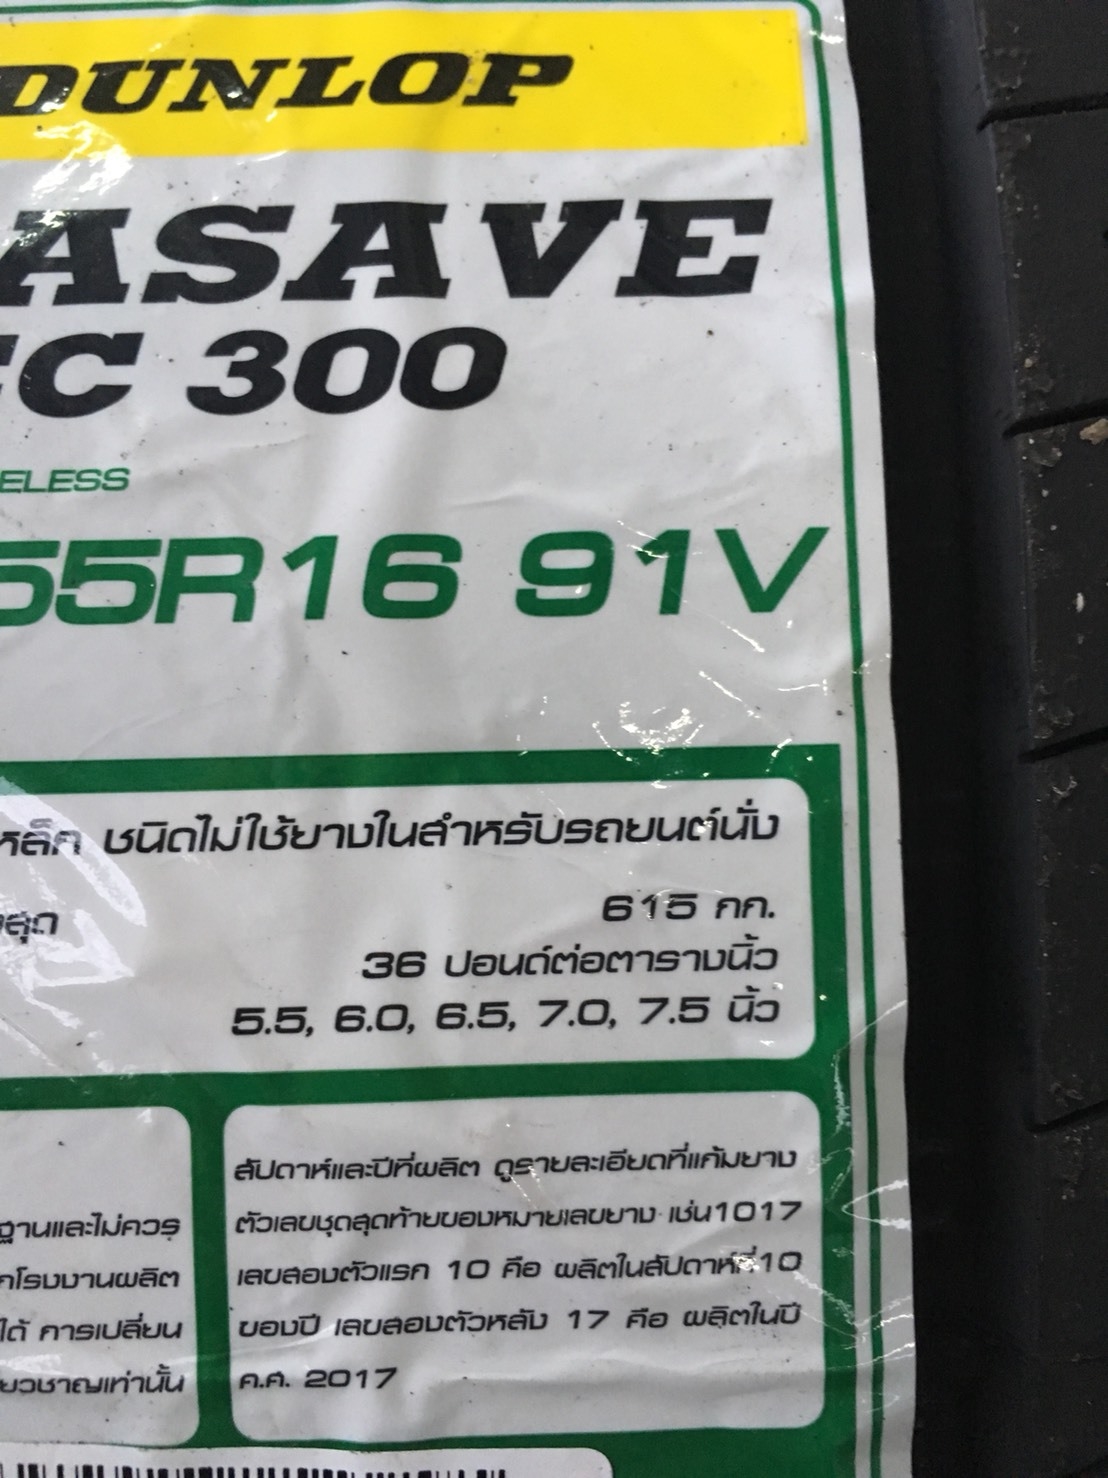 DUNLOP
ASAVE
EC 300
ELESS
55R16 91V
หล็ก ชนิดไม่ใช้ยางในสำหรับรถยนต์นั่ง
สุด 615 กก.
36 ปอนด์ต่อตารางนิ้ว
5.5, 6.0, 6.5, 7.0, 7.5 นิ้ว
ฐานและไม่ควร
กโรงงานผลิต
ได้ การเปลี่ยน
ยวชาญเท่านั้น
สัปดาห์และปีที่ผลิต ดูรายละเอียดที่แก้มยาง
ตัวเลขชุดสุดท้ายของหมายเลขยาง เช่น1017
เลขสองตัวแรก 10 คือ ผลิตในสัปดาห์ที่10
ของปี เลขสองตัวหลัง 17 คือ ผลิตในปี
ค.ศ. 2017